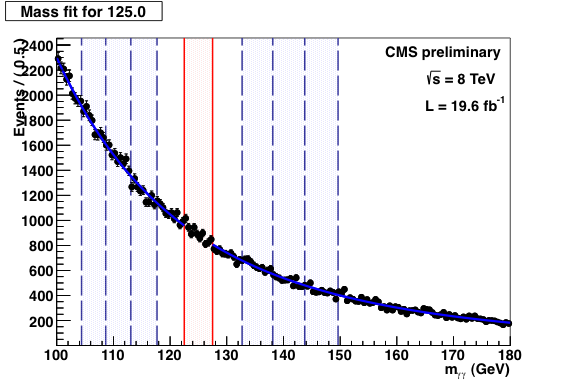 Mass fit for 125.0
Events / ( 0.5 )
2400
2200
2000
1800
1600
1400
1200
1000
800
600
400
200
CMS preliminary
√s = 8 TeV
L = 19.6 fb⁻¹
100 110 120 130 140 150 160 170 180
mγγ (GeV)